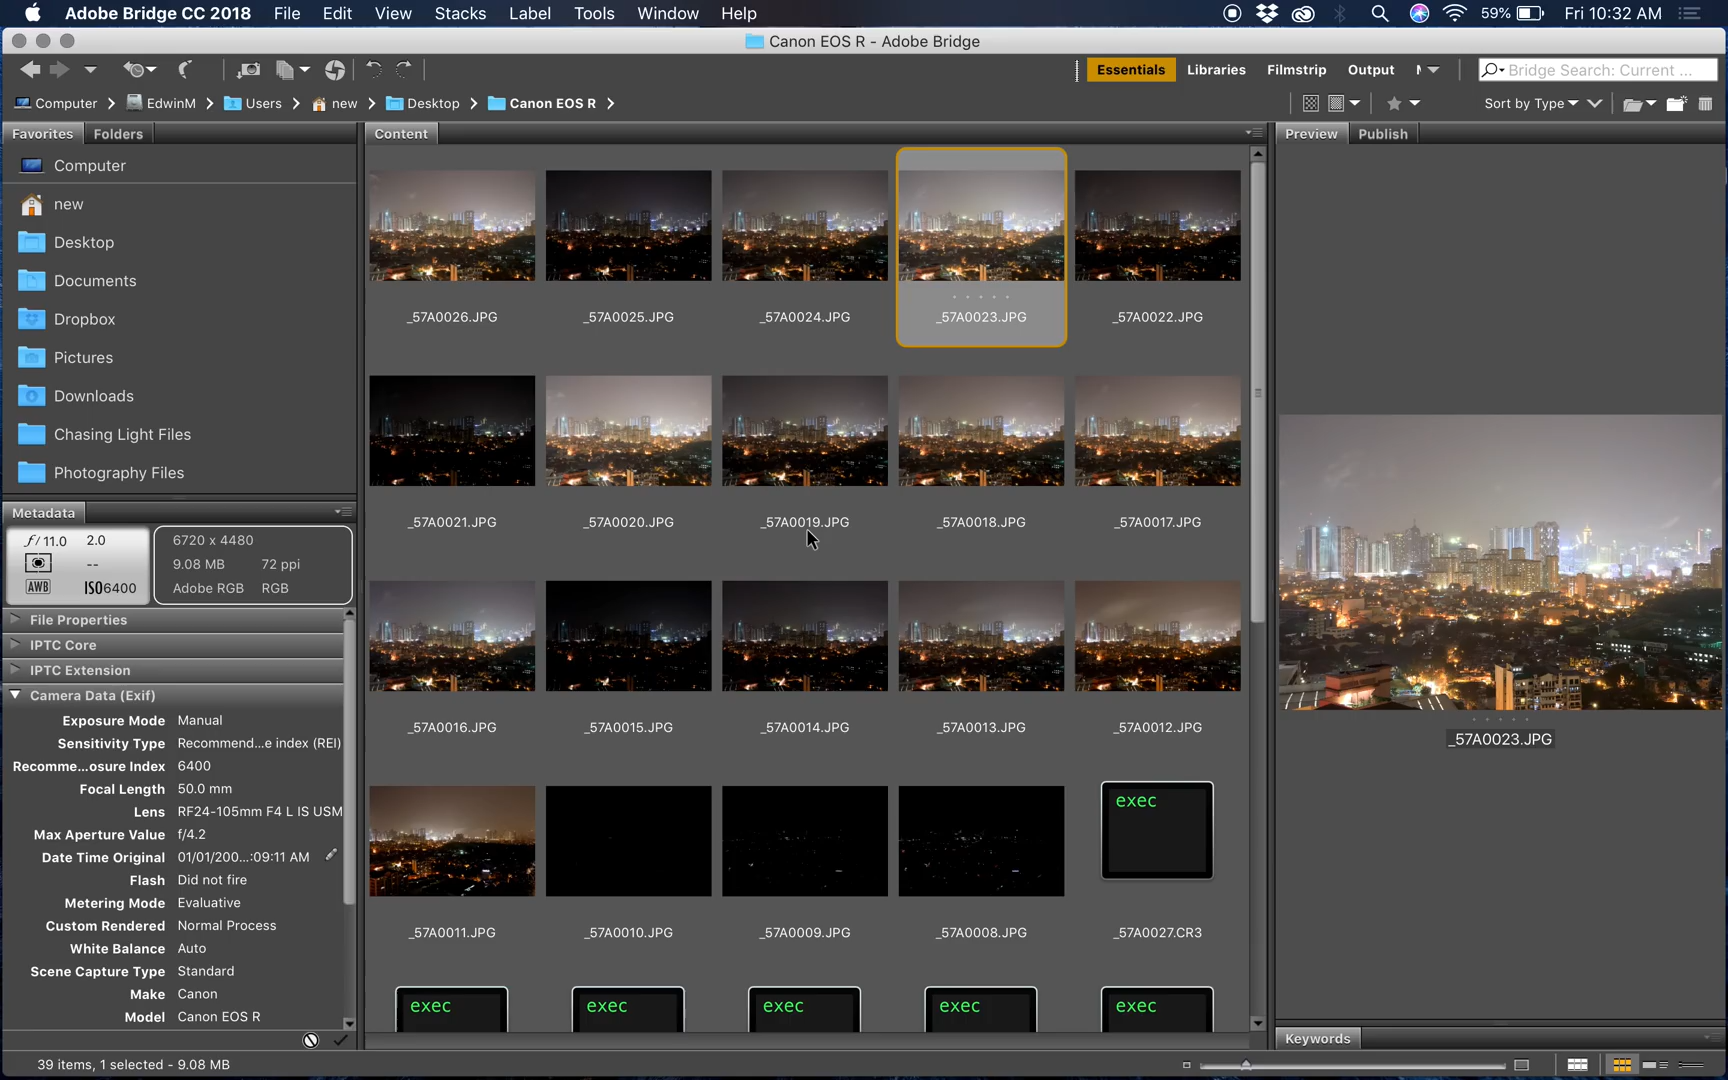 Adobe Bridge CC 2018 File Edit View Stacks Label Tools Window Help 59% Fri 10:32 AM
Canon EOS R - Adobe Bridge
Essentials Libraries Filmstrip Output Bridge Search: Current ...
Computer EdwinM Users new Desktop Canon EOS R Sort by Type
Favorites Folders Content Preview Publish
Computer
new
Desktop
Documents
Dropbox
Pictures
Downloads
Chasing Light Files
Photography Files
_57A0026.JPG _57A0025.JPG _57A0024.JPG _57A0023.JPG _57A0022.JPG
_57A0021.JPG _57A0020.JPG _57A0019.JPG _57A0018.JPG _57A0017.JPG
_57A0016.JPG _57A0015.JPG _57A0014.JPG _57A0013.JPG _57A0012.JPG
exec
_57A0011.JPG _57A0010.JPG _57A0009.JPG _57A0008.JPG _57A0027.CR3
exec exec exec exec exec
Metadata
f/11.0 2.0 6720 x 4480
-- 9.08 MB 72 ppi
AWB ISO6400 Adobe RGB RGB
File Properties
IPTC Core
IPTC Extension
Camera Data (Exif)
Exposure Mode Manual
Sensitivity Type Recommend...e index (REI)
Recomme...osure Index 6400
Focal Length 50.0 mm
Lens RF24-105mm F4 L IS USM
Max Aperture Value f/4.2
Date Time Original 01/01/200...:09:11 AM
Flash Did not fire
Metering Mode Evaluative
Custom Rendered Normal Process
White Balance Auto
Scene Capture Type Standard
Make Canon
Model Canon EOS R
_57A0023.JPG
Keywords
39 items, 1 selected - 9.08 MB